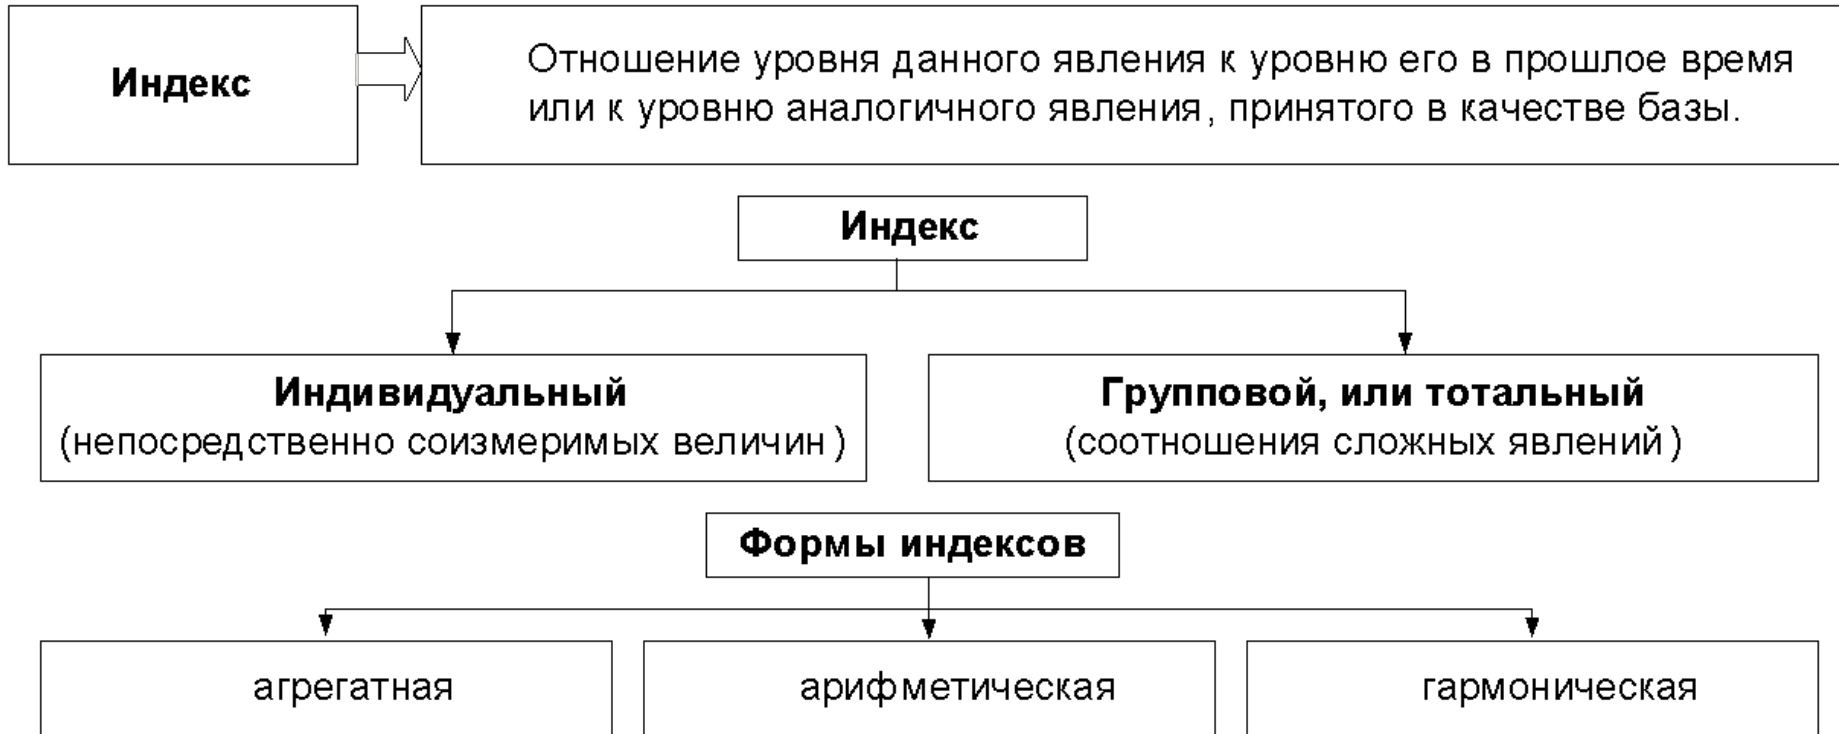 Индекс
Отношение уровня данного явления к уровню его в прошлое время
или к уровню аналогичного явления, принятого в качестве базы.
Индекс
Индивидуальный
(непосредственно соизмеримых величин)
Групповой, или тотальный
(соотношения сложных явлений)
Формы индексов
агрегатная
арифметическая
гармоническая